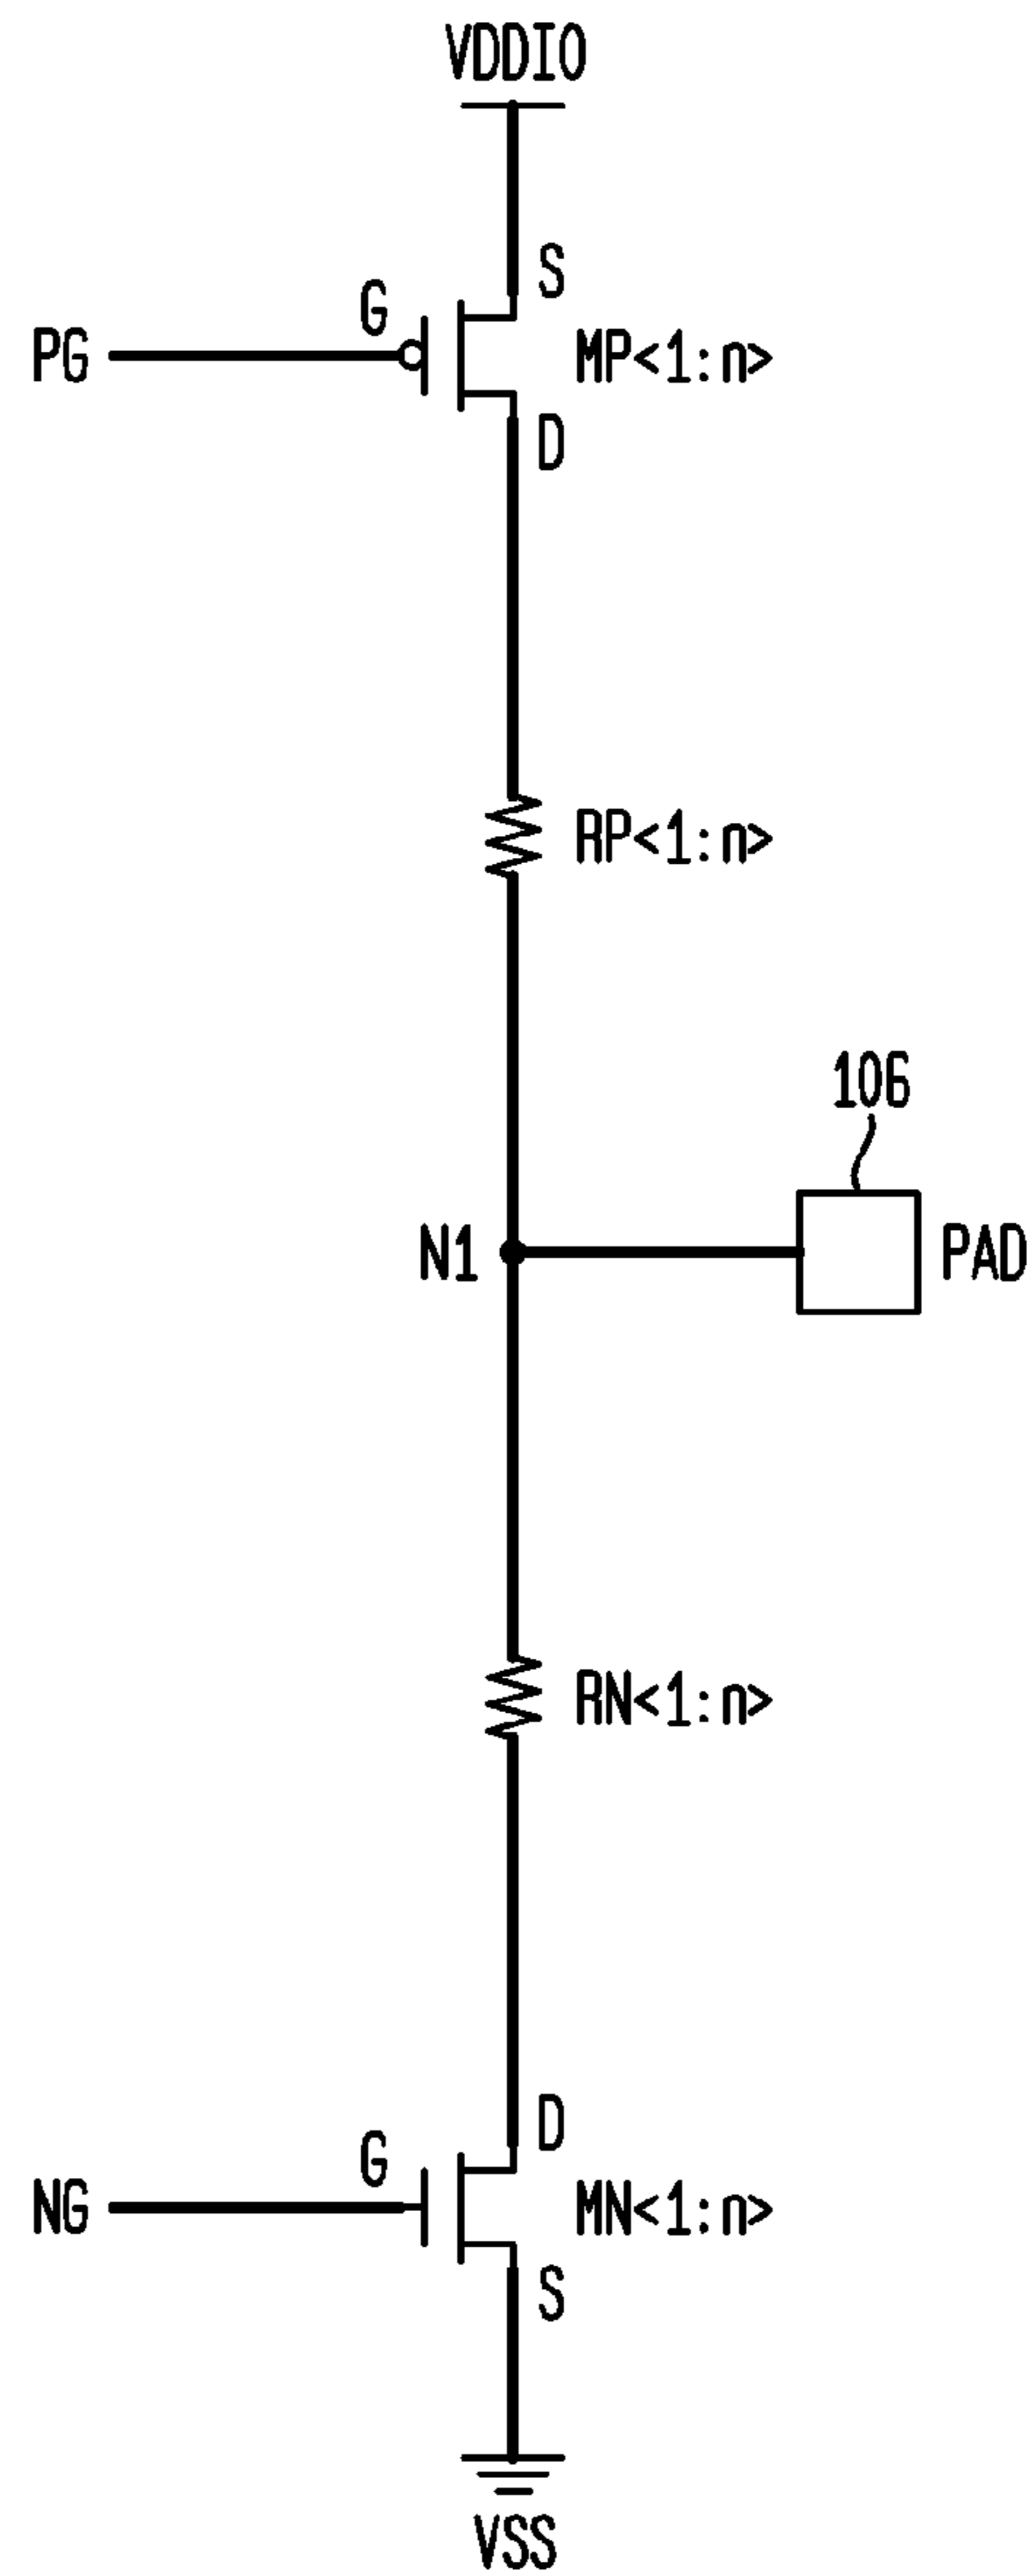 VDDIO
S
G
PG
MP<1:n>
D
RP<1:n>
106
N1
PAD
RN<1:n>
D
G
NG
MN<1:n>
S
VSS